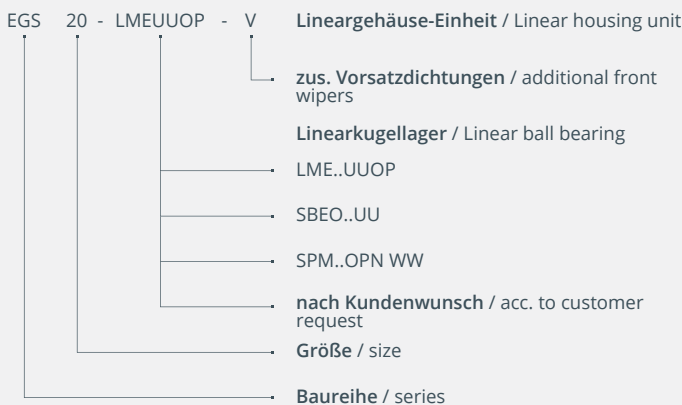 EGS 20 - LMEUUOP - V Lineargehäuse-Einheit / Linear housing unit
zus. Vorsatzdichtungen / additional front
wipers
Linearkugellager / Linear ball bearing
LME..UUOP
SBEO..UU
SPM..OPN WW
nach Kundenwunsch / acc. to customer
request
Größe / size
Baureihe / series